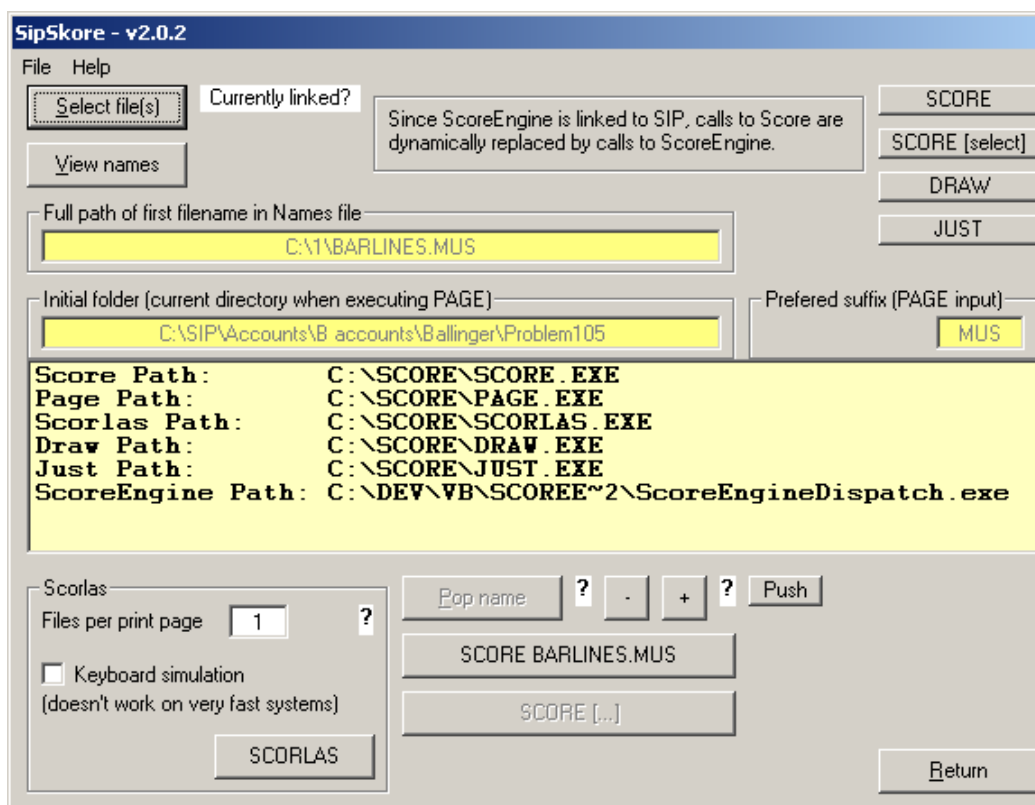 SipSkore - v2.0.2
File Help
Select file(s)
Currently linked?
Since ScoreEngine is linked to SIP, calls to Score are
dynamically replaced by calls to ScoreEngine.
SCORE
SCORE [select]
DRAW
JUST
View names
Full path of first filename in Names file
C:\1\BARLINES.MUS
Initial folder (current directory when executing PAGE)
C:\SIP\Accounts\B accounts\Ballinger\Problem105
Prefered suffix (PAGE input)
MUS
Score Path: C:\SCORE\SCORE.EXE
Page Path: C:\SCORE\PAGE.EXE
Scorlas Path: C:\SCORE\SCORLAS.EXE
Draw Path: C:\SCORE\DRAW.EXE
Just Path: C:\SCORE\JUST.EXE
ScoreEngine Path: C:\DEV\VB\SCOREE~2\ScoreEngineDispatch.exe
Scorlas
Files per print page 1 ?
Keyboard simulation
(doesn't work on very fast systems)
SCORLAS
Pop name ? - + ? Push
SCORE BARLINES.MUS
SCORE [...]
Return